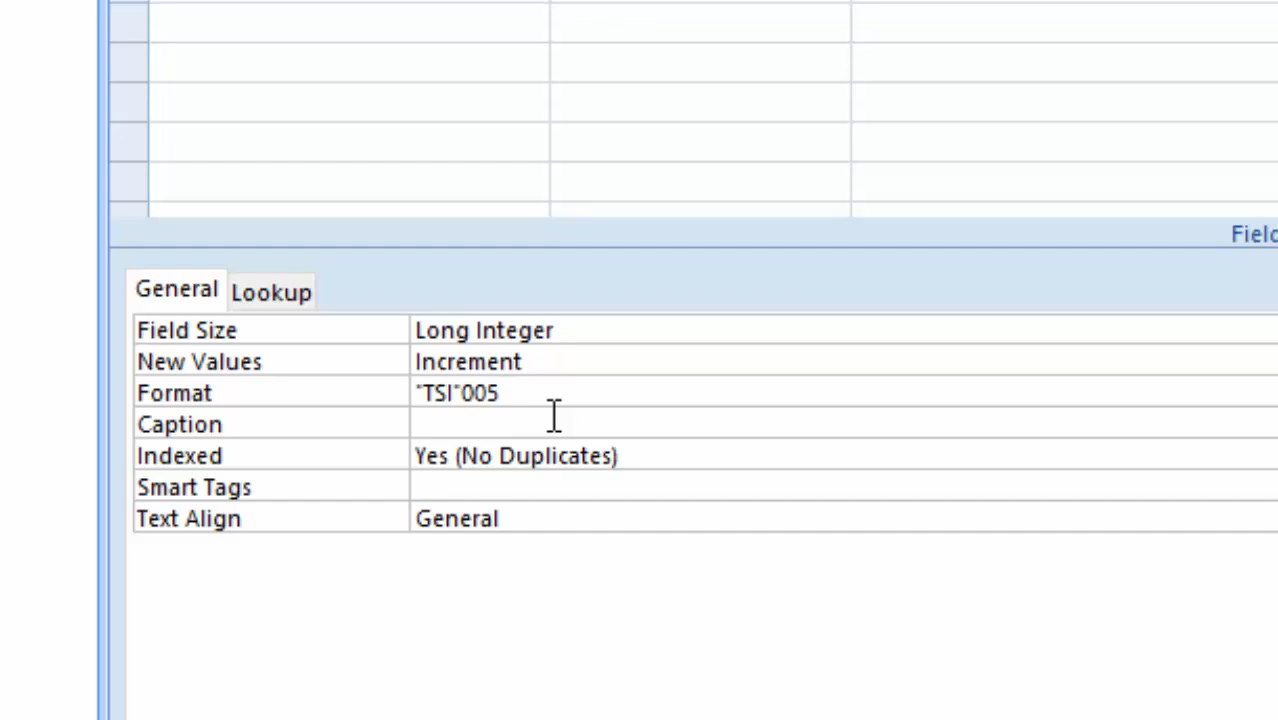 Field
General Lookup
Field Size Long Integer
New Values Increment
Format "TSI"005
Caption
Indexed Yes (No Duplicates)
Smart Tags
Text Align General